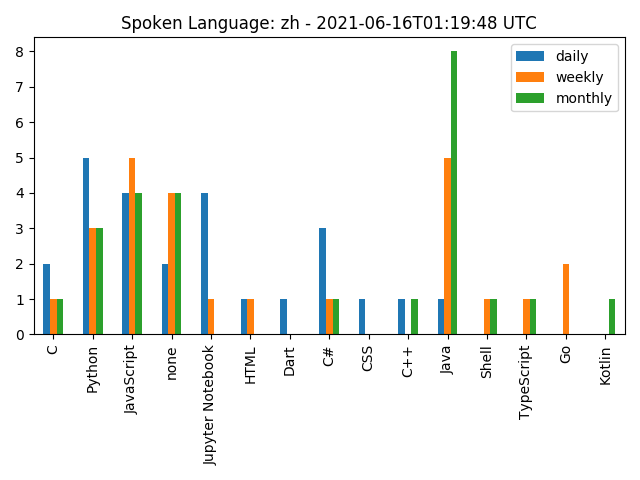 Spoken Language: zh - 2021-06-16T01:19:48 UTC
daily
weekly
monthly
8
7
6
5
4
3
2
1
0
C
Python
JavaScript
none
Jupyter Notebook
HTML
Dart
C#
CSS
C++
Java
Shell
TypeScript
Go
Kotlin